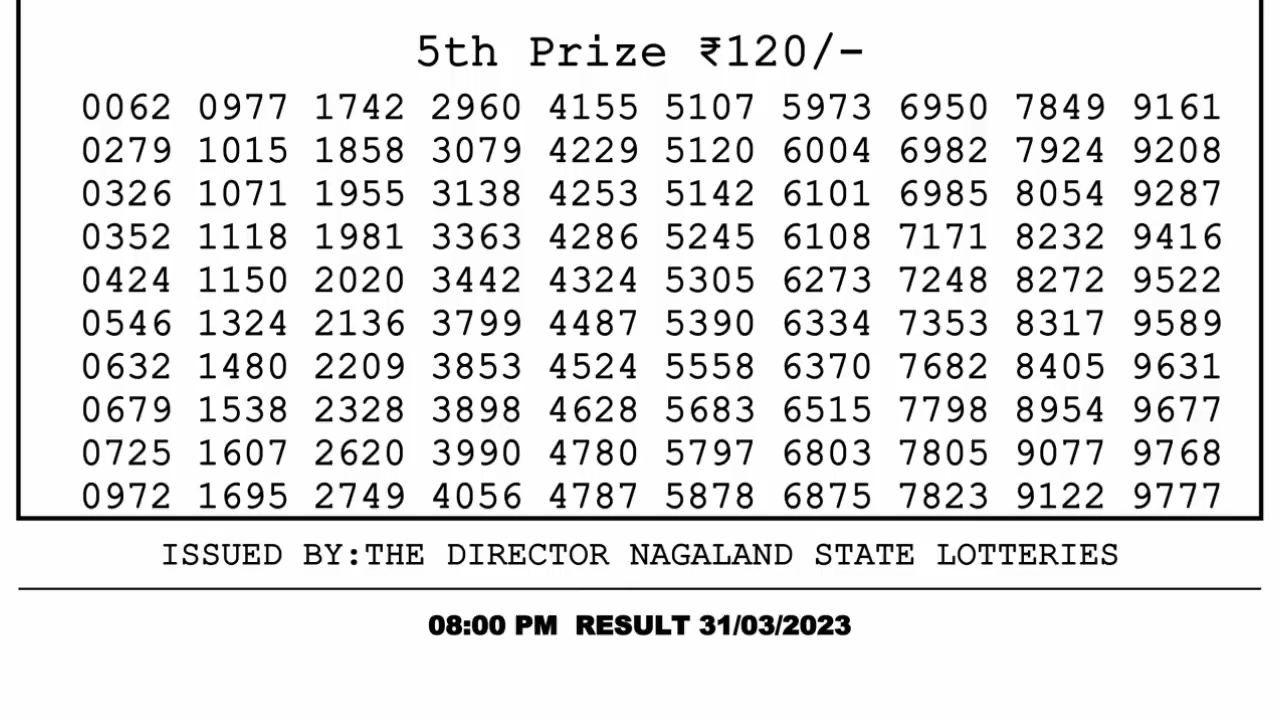 5th Prize ₹120/-
0062 0977 1742 2960 4155 5107 5973 6950 7849 9161
0279 1015 1858 3079 4229 5120 6004 6982 7924 9208
0326 1071 1955 3138 4253 5142 6101 6985 8054 9287
0352 1118 1981 3363 4286 5245 6108 7171 8232 9416
0424 1150 2020 3442 4324 5305 6273 7248 8272 9522
0546 1324 2136 3799 4487 5390 6334 7353 8317 9589
0632 1480 2209 3853 4524 5558 6370 7682 8405 9631
0679 1538 2328 3898 4628 5683 6515 7798 8954 9677
0725 1607 2620 3990 4780 5797 6803 7805 9077 9768
0972 1695 2749 4056 4787 5878 6875 7823 9122 9777
ISSUED BY:THE DIRECTOR NAGALAND STATE LOTTERIES
08:00 PM RESULT 31/03/2023